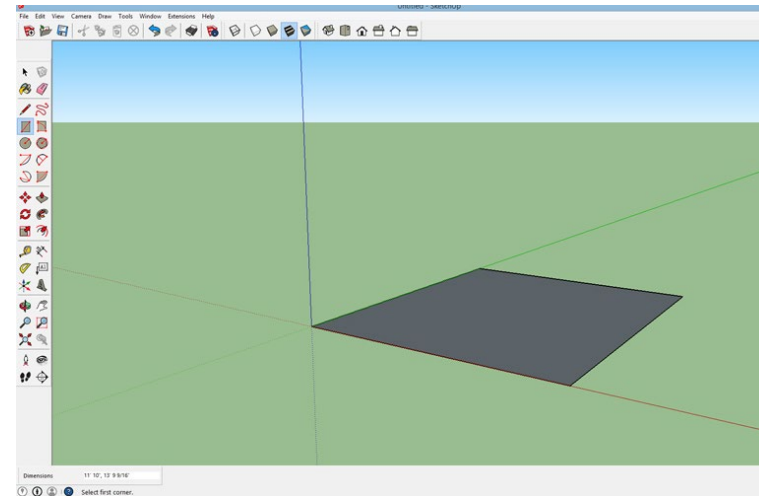 Untitled - SketchUp
File Edit View Camera Draw Tools Window Extensions Help
Dimensions 11' 10", 13' 9 9/16"
Select first corner.